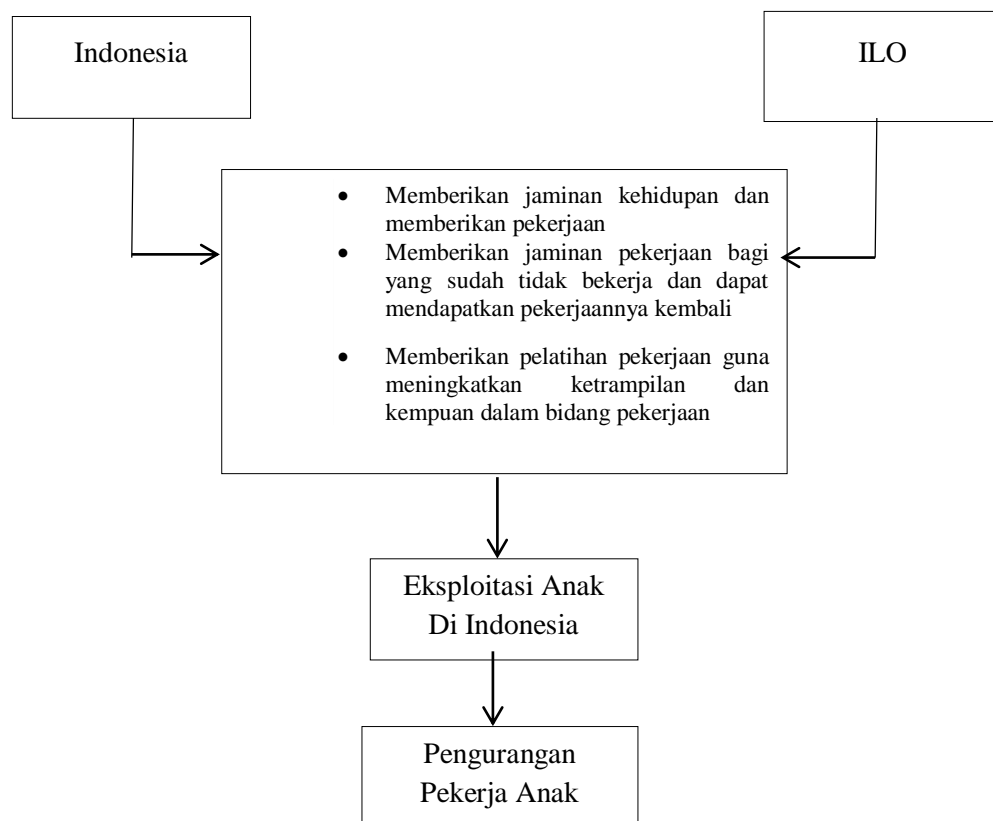 Indonesia
ILO
• Memberikan jaminan kehidupan dan
memberikan pekerjaan
• Memberikan jaminan pekerjaan bagi
yang sudah tidak bekerja dan dapat
mendapatkan pekerjaannya kembali
• Memberikan pelatihan pekerjaan guna
meningkatkan ketrampilan dan
kempuan dalam bidang pekerjaan
Eksploitasi Anak
Di Indonesia
Pengurangan
Pekerja Anak